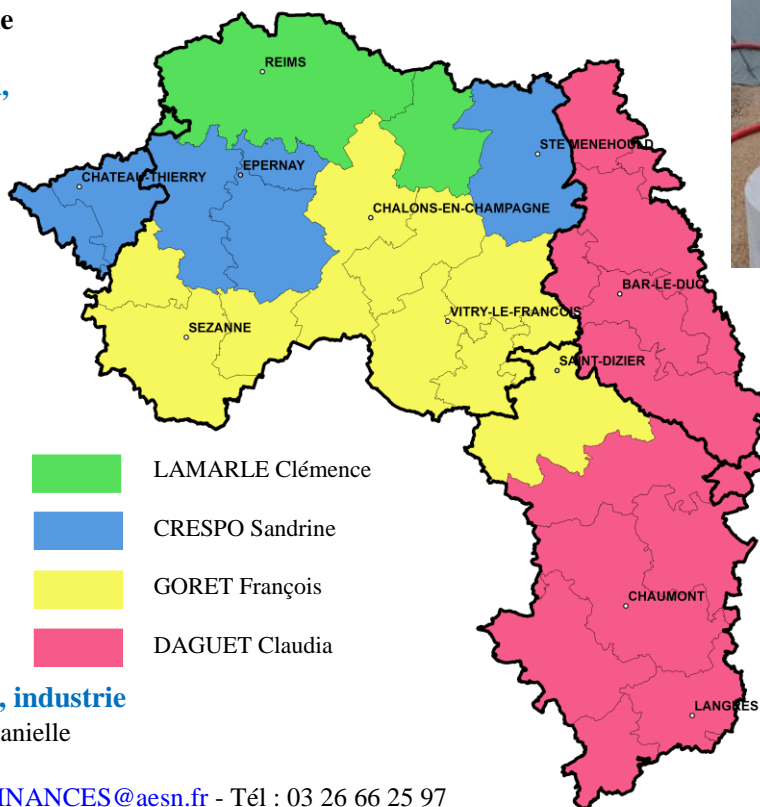 e
,
REIMS
STE MENEHOULD
CHATEAU-THIERRY
EPERNAY
CHALONS-EN-CHAMPAGNE
BAR-LE-DUC
VITRY-LE-FRANCOIS
SEZANNE
SAINT-DIZIER
LAMARLE Clémence
CRESPO Sandrine
GORET François
DAGUET Claudia
CHAUMONT
LANGRES
, industrie
anielle
INANCES@aesn.fr - Tél : 03 26 66 25 97